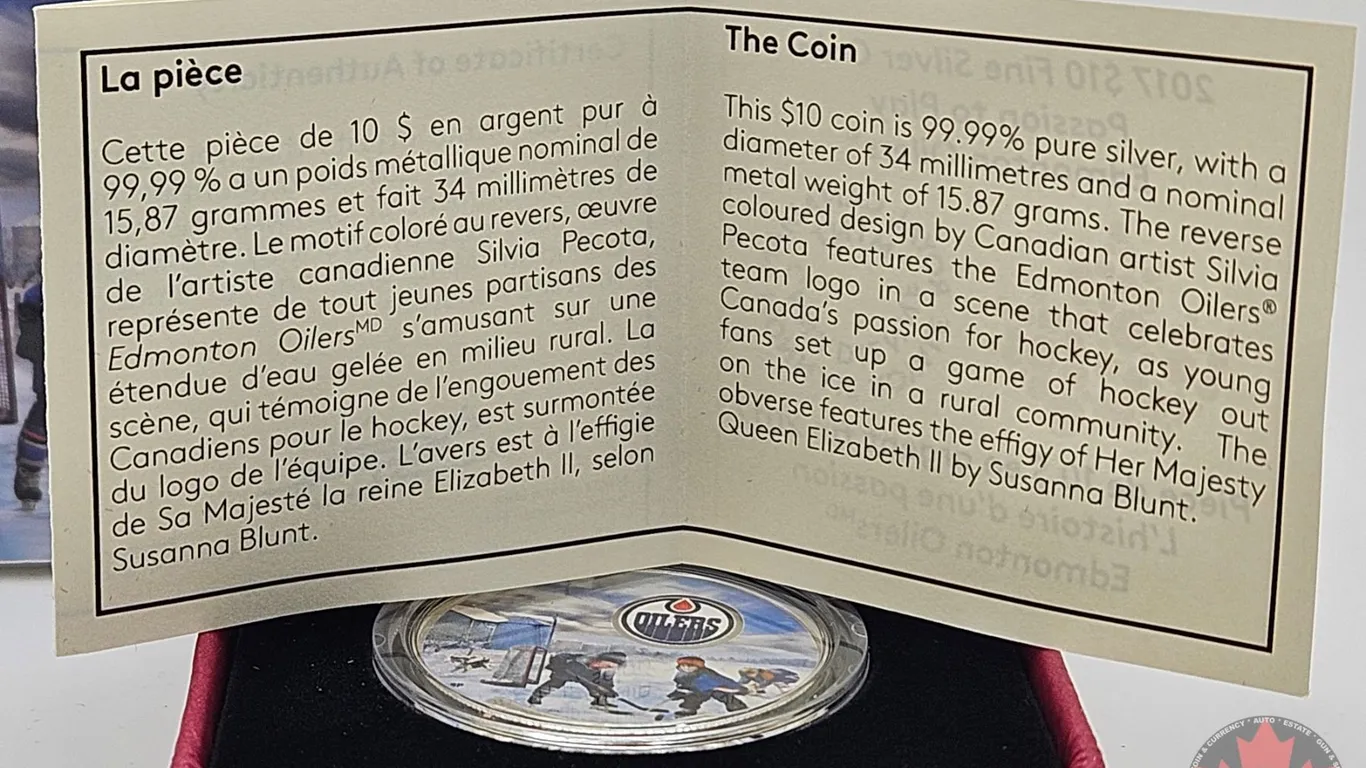 La pièce
Cette pièce de 10 $ en argent pur à
99,99 % a un poids métallique nominal de
15,87 grammes et fait 34 millimètres de
diamètre. Le motif coloré au revers, œuvre
de l'artiste canadienne Silvia Pecota,
représente de tout jeunes partisans des
Edmonton OilersMD s'amusant sur une
étendue d'eau gelée en milieu rural. La
scène, qui témoigne de l'engouement des
Canadiens pour le hockey, est surmontée
du logo de l'équipe. L'avers est à l'effigie
de Sa Majesté la reine Elizabeth II, selon
Susanna Blunt.
The Coin
This $10 coin is 99.99% pure silver, with a
diameter of 34 millimetres and a nominal
metal weight of 15.87 grams. The reverse
coloured design by Canadian artist Silvia
Pecota features the Edmonton Oilers®
team logo in a scene that celebrates
Canada's passion for hockey, as young
fans set up a game of hockey out
on the ice in a rural community. The
obverse features the effigy of Her Majesty
Queen Elizabeth II by Susanna Blunt.
OILERS
& CURRENCY · AUTO · ESTATE ·